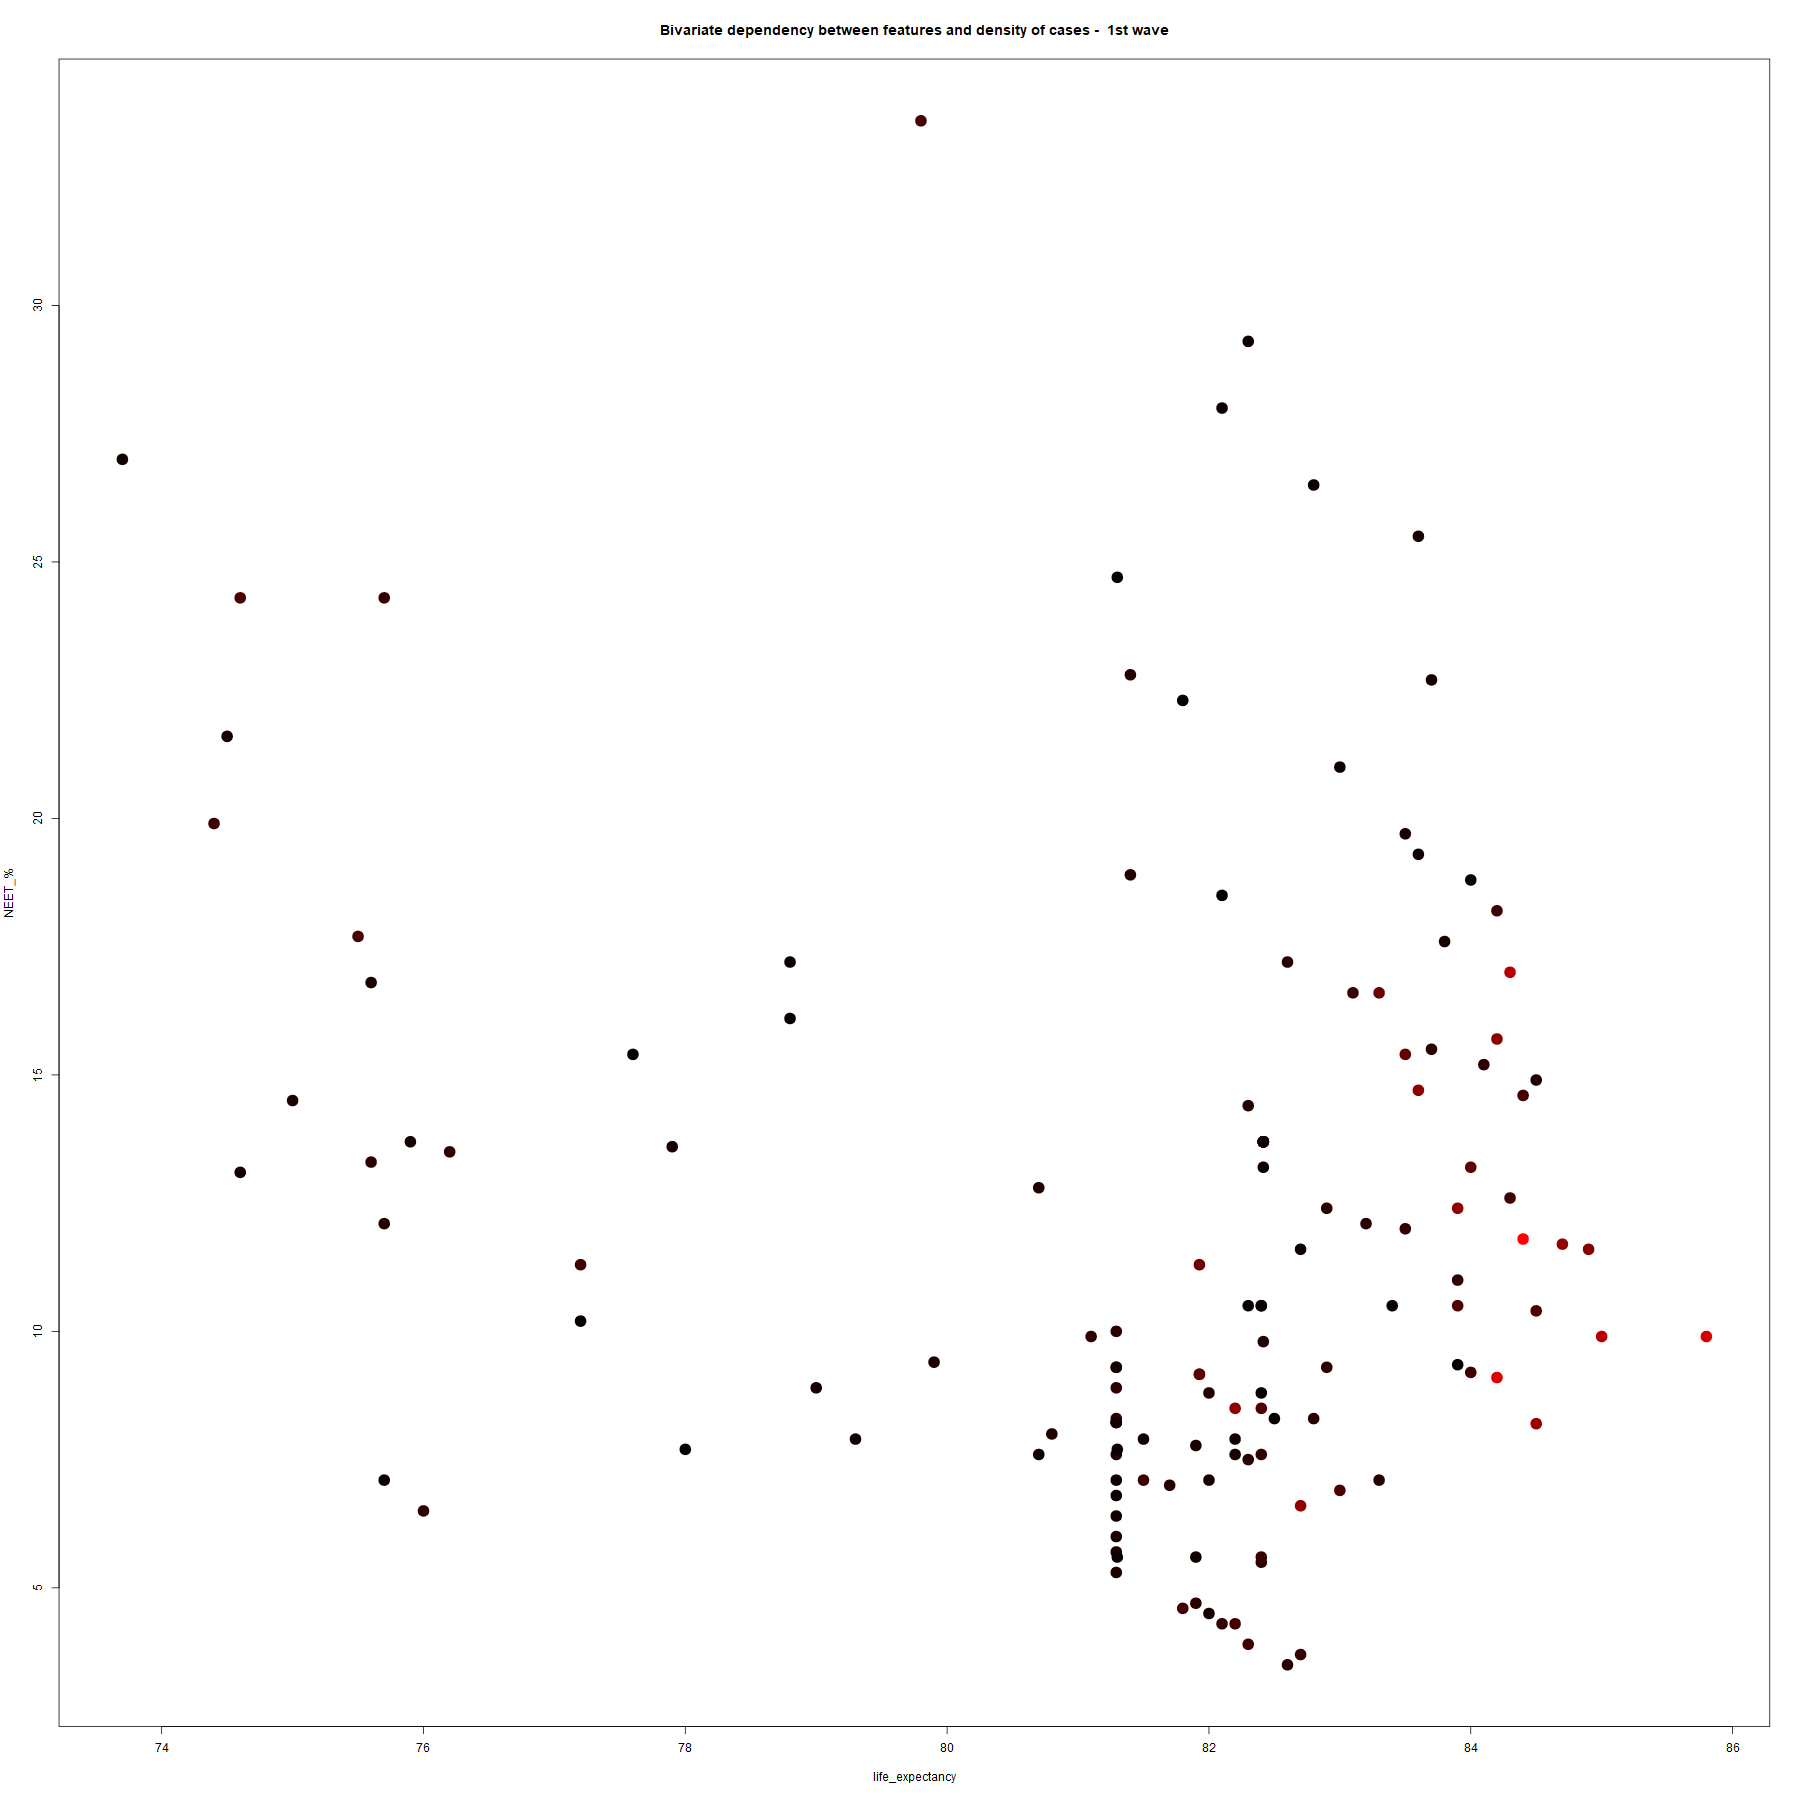 Bivariate dependency between features and density of cases -  1st wave
NEET_%
30
25
20
15
10
5
74 76 78 80 82 84 86
life_expectancy